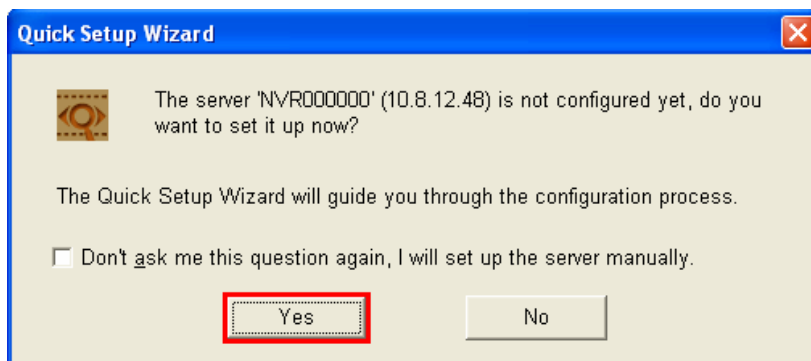 Quick Setup Wizard
The server 'NVR000000' (10.8.12.48) is not configured yet, do you
want to set it up now?
The Quick Setup Wizard will guide you through the configuration process.
Don't ask me this question again, I will set up the server manually.
Yes
No